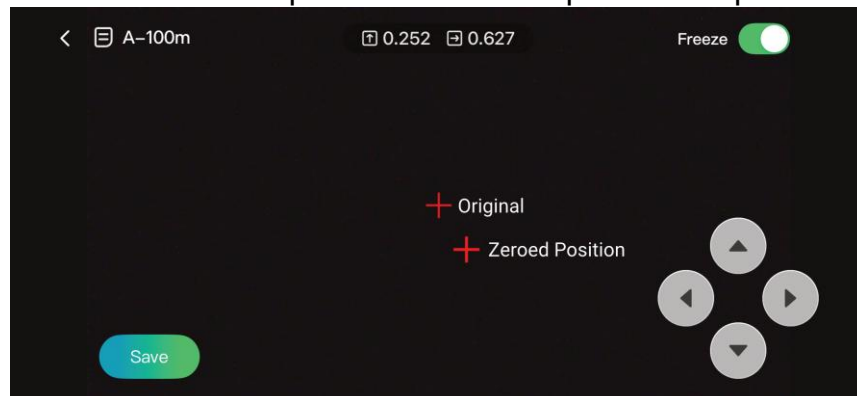 A–100m
0.252 0.627
Freeze
Original
Zeroed Position
Save